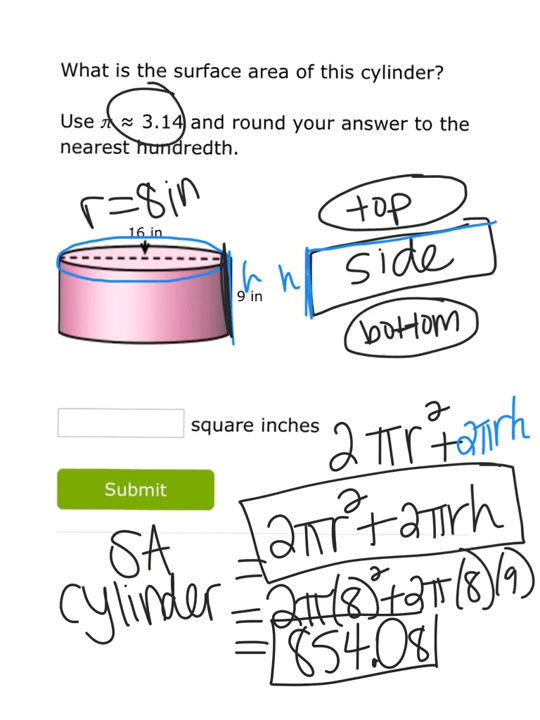 What is the surface area of this cylinder?
Use π ≈ 3.14 and round your answer to the
nearest hundredth.
r=8in
16 in
top
h
h
side
9 in
bottom
square inches
2πr²+2πrh
Submit
SA
= 2πr²+2πrh
cylinder = 2π(8)²+2π(8)(9)
= 854.08